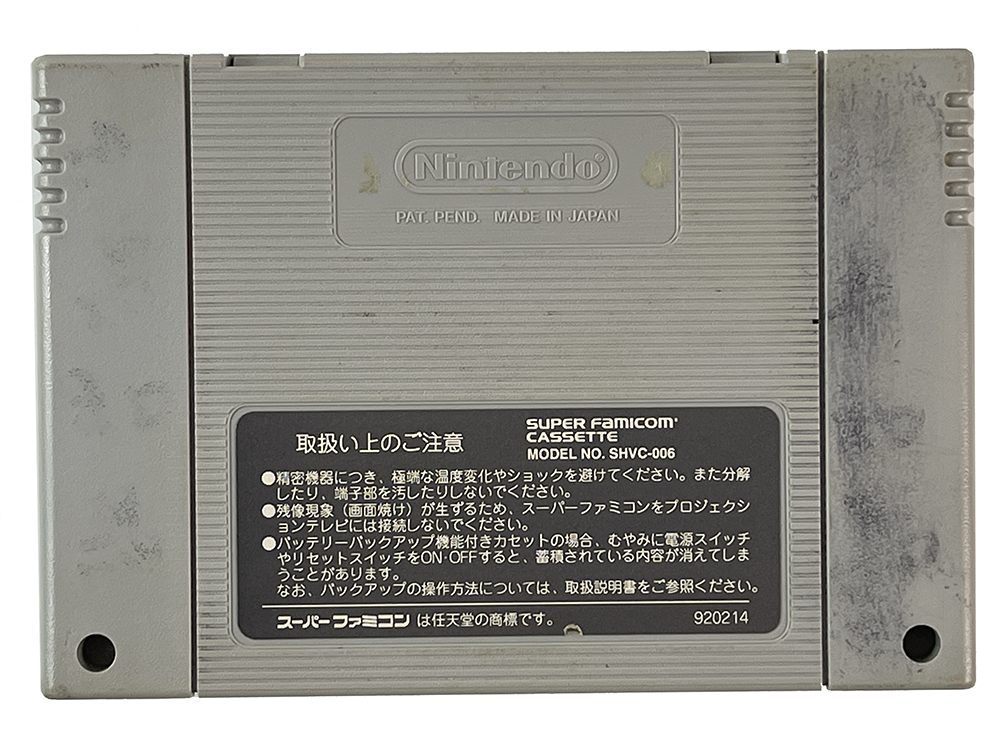 Nintendo®
PAT. PEND. MADE IN JAPAN
取扱い上のご注意
SUPER FAMICOM
CASSETTE
MODEL NO. SHVC-006
●精密機器につき、極端な温度変化やショックを避けてください。また分解
したり、端子部を汚したりしないでください。
●残像現象(画面焼け)が生ずるため、スーパーファミコンをプロジェクシ
ョンテレビには接続しないでください。
●バッテリーバックアップ機能付きカセットの場合、むやみに電源スイッチ
やリセットスイッチをON·OFFすると、蓄積されている内容が消えてしま
うことがあります。
なお、バックアップの操作方法については、取扱説明書をご参照ください。
スーパーファミコン は任天堂の商標です。
920214